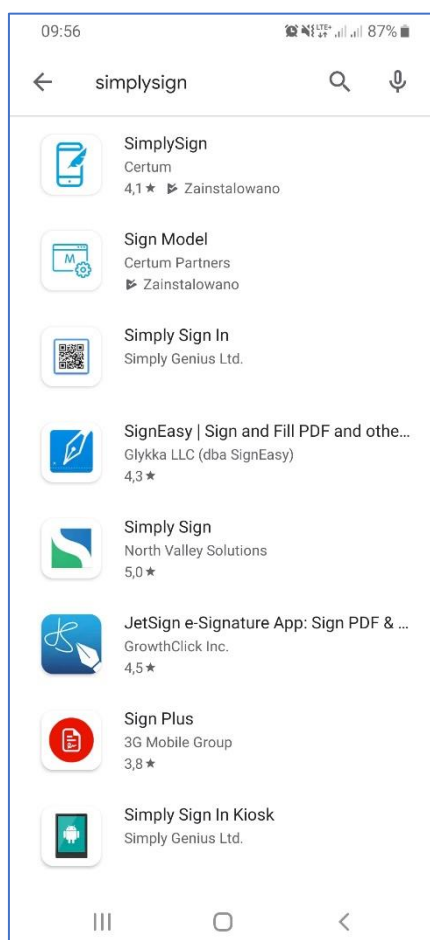 09:56 LTE+ 87%
simplysign
SimplySign
Certum
4,1★ Zainstalowano
M
Sign Model
Certum Partners
Zainstalowano
Simply Sign In
Simply Genius Ltd.
SignEasy | Sign and Fill PDF and othe...
Glykka LLC (dba SignEasy)
4,3★
Simply Sign
North Valley Solutions
5,0★
JetSign e-Signature App: Sign PDF & ...
GrowthClick Inc.
4,5★
Sign Plus
3G Mobile Group
3,8★
Simply Sign In Kiosk
Simply Genius Ltd.